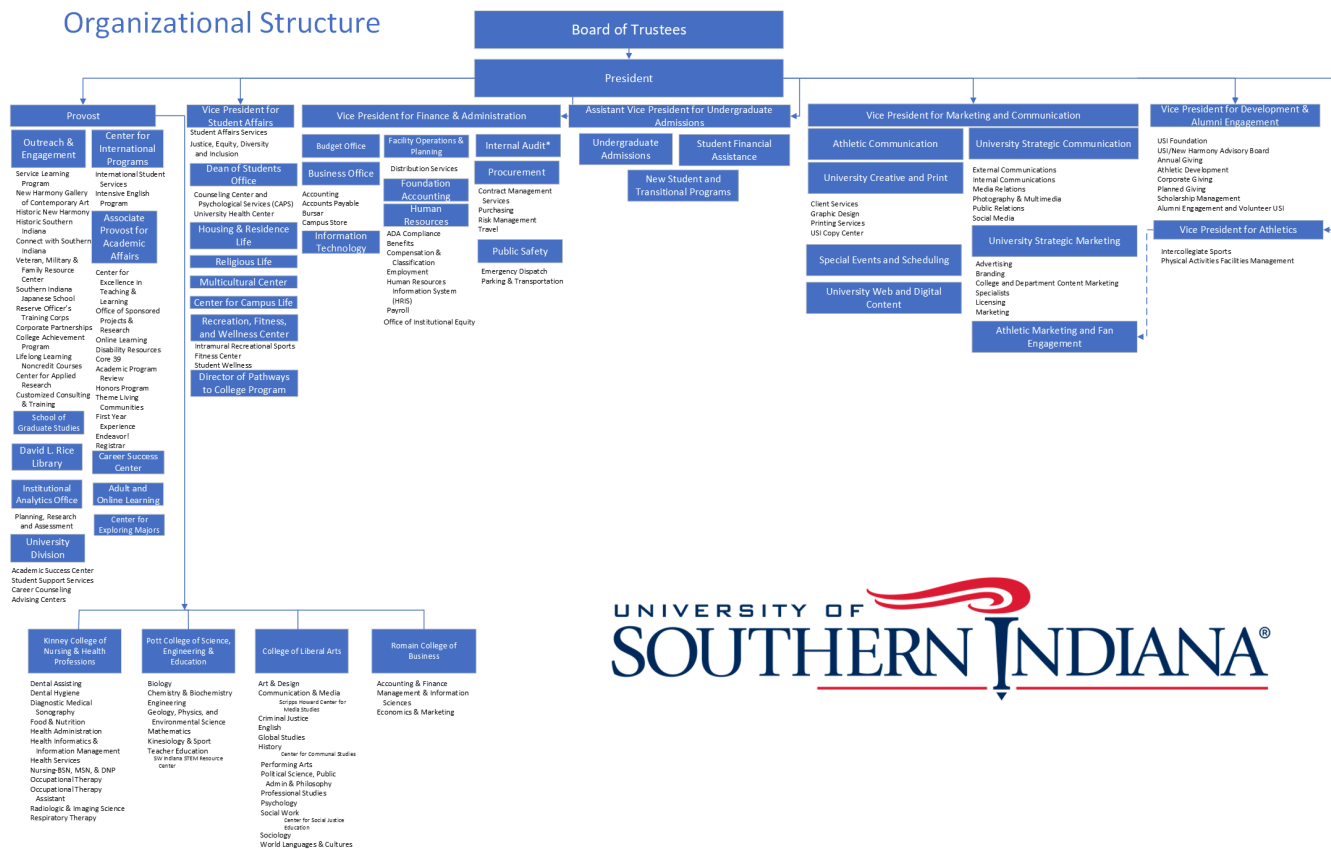 Organizational Structure
Board of Trustees
President
Provost
Outreach &
Engagement
Service Learning
Program
New Harmony Gallery
of Contemporary Art
Historic New Harmony
Historic Southern
Indiana
Connect with Southern
Indiana
Veteran, Military &
Family Resource
Center
Southern Indiana
Japanese School
Reserve Officer's
Training Corps
Corporate Partnerships
College Achievement
Program
Lifelong Learning
Noncredit Courses
Center for Applied
Research
Customized Consulting
& Training
School of
Graduate Studies
David L. Rice
Library
Institutional
Analytics Office
Planning, Research
and Assessment
University
Division
Academic Success Center
Student Support Services
Career Counseling
Advising Centers
Center for
International
Programs
International Student
Services
Intensive English
Program
Associate
Provost for
Academic
Affairs
Center for
Excellence in
Teaching &
Learning
Office of Sponsored
Projects &
Research
Online Learning
Disability Resources
Core 39
Academic Program
Review
Honors Program
Theme Living
Communities
First Year
Experience
Endeavor!
Registrar
Career Success
Center
Adult and
Online Learning
Center for
Exploring Majors
Vice President for
Student Affairs
Student Affairs Services
Justice, Equity, Diversity
and Inclusion
Dean of Students
Office
Counseling Center and
Psychological Services (CAPS)
University Health Center
Housing & Residence
Life
Religious Life
Multicultural Center
Center for Campus Life
Recreation, Fitness,
and Wellness Center
Intramural Recreational Sports
Fitness Center
Student Wellness
Director of Pathways
to College Program
Vice President for Finance & Administration
Budget Office
Business Office
Accounting
Accounts Payable
Bursar
Campus Store
Information
Technology
Facility Operations &
Planning
Distribution Services
Foundation
Accounting
Human
Resources
ADA Compliance
Benefits
Compensation &
Classification
Employment
Human Resources
Information System
(HRIS)
Payroll
Office of Institutional Equity
Internal Audit*
Procurement
Contract Management
Services
Purchasing
Risk Management
Travel
Public Safety
Emergency Dispatch
Parking & Transportation
Assistant Vice President for Undergraduate
Admissions
Undergraduate
Admissions
Student Financial
Assistance
New Student and
Transitional Programs
Vice President for Marketing and Communication
Athletic Communication
University Creative and Print
Client Services
Graphic Design
Printing Services
USI Copy Center
Special Events and Scheduling
University Web and Digital
Content
University Strategic Communication
External Communications
Internal Communications
Media Relations
Photography & Multimedia
Public Relations
Social Media
University Strategic Marketing
Advertising
Branding
College and Department Content Marketing
Specialists
Licensing
Marketing
Athletic Marketing and Fan
Engagement
Vice President for Development &
Alumni Engagement
USI Foundation
USI/New Harmony Advisory Board
Annual Giving
Athletic Development
Corporate Giving
Planned Giving
Scholarship Management
Alumni Engagement and Volunteer USI
Vice President for Athletics
Intercollegiate Sports
Physical Activities Facilities Management
Kinney College of
Nursing & Health
Professions
Dental Assisting
Dental Hygiene
Diagnostic Medical
Sonography
Food & Nutrition
Health Administration
Health Informatics &
Information Management
Health Services
Nursing-BSN, MSN, & DNP
Occupational Therapy
Occupational Therapy
Assistant
Radiologic & Imaging Science
Respiratory Therapy
Pott College of Science,
Engineering &
Education
Biology
Chemistry & Biochemistry
Engineering
Geology, Physics, and
Environmental Science
Mathematics
Kinesiology & Sport
Teacher Education
SW Indiana STEM Resource
Center
College of Liberal Arts
Art & Design
Communication & Media
Scripps Howard Center for
Media Studies
Criminal Justice
English
Global Studies
History
Center for Communal Studies
Performing Arts
Political Science, Public
Admin & Philosophy
Professional Studies
Psychology
Social Work
Center for Social Justice
Education
Sociology
World Languages & Cultures
Romain College of
Business
Accounting & Finance
Management & Information
Sciences
Economics & Marketing
UNIVERSITY OF
SOUTHERN INDIANA®